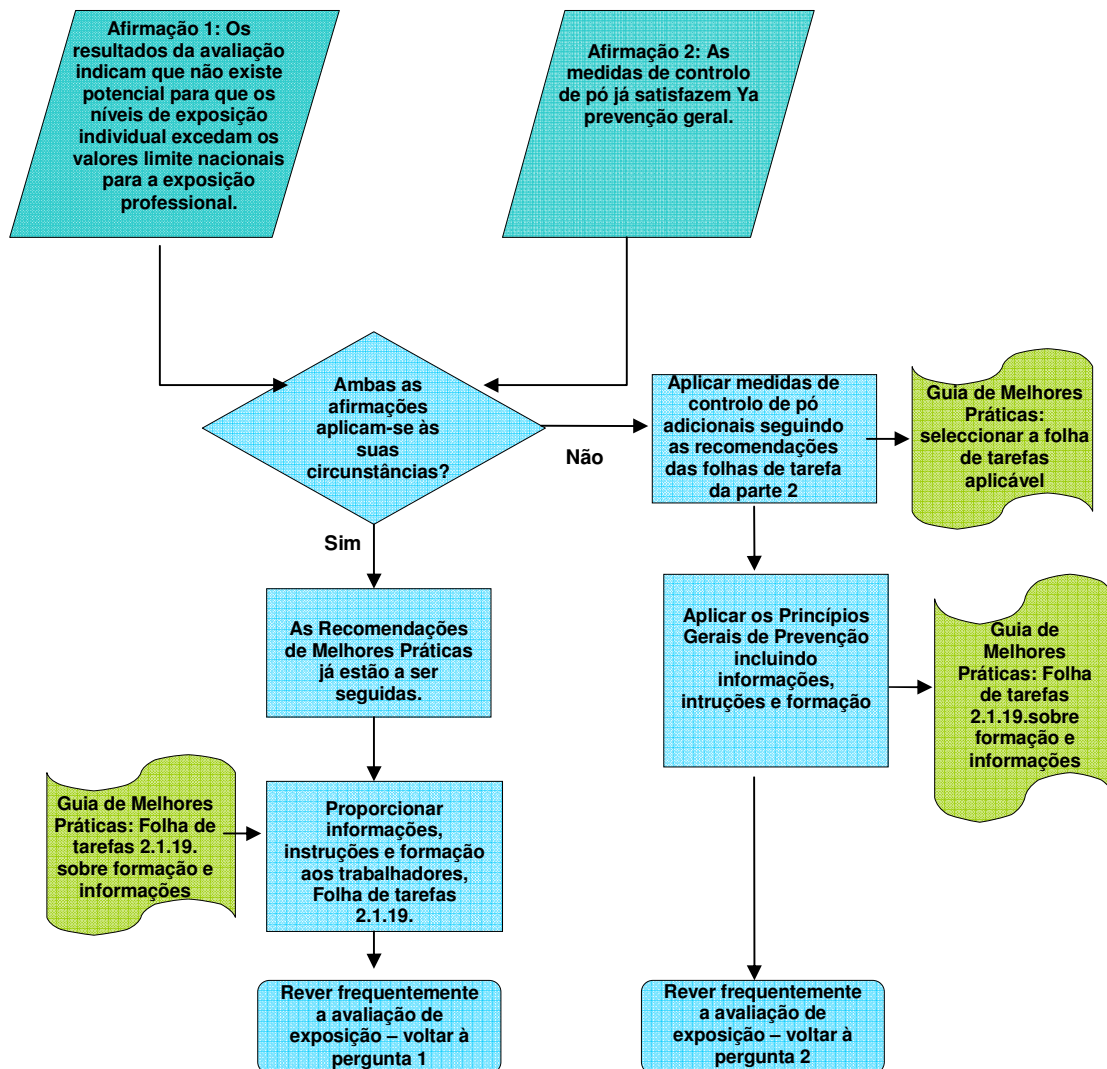 Afirmação 1: Os
resultados da avaliação
indicam que não existe
potencial para que os
níveis de exposição
individual excedam os
valores limite nacionais
para a exposição
professional.
Afirmação 2: As
medidas de controlo
de pó já satisfazem Ya
prevenção geral.
Ambas as
afirmações
aplicam-se às
suas
circunstâncias?
Não
Aplicar medidas de
controlo de pó
adicionais seguindo
as recomendações
das folhas de tarefa
da parte 2
Guia de Melhores
Práticas:
seleccionar a folha
de tarefas
aplicável
Sim
As Recomendações
de Melhores Práticas
já estão a ser
seguidas.
Aplicar os Princípios
Gerais de Prevenção
incluindo
informações,
intruções e formação
Guia de
Melhores
Práticas: Folha
de tarefas
2.1.19.sobre
formação e
informações
Guia de Melhores
Práticas: Folha de
tarefas 2.1.19.
sobre formação e
informações
Proporcionar
informações,
instruções e formação
aos trabalhadores,
Folha de tarefas
2.1.19.
Rever frequentemente
a avaliação de
exposição – voltar à
pergunta 1
Rever frequentemente
a avaliação de
exposição – voltar à
pergunta 2